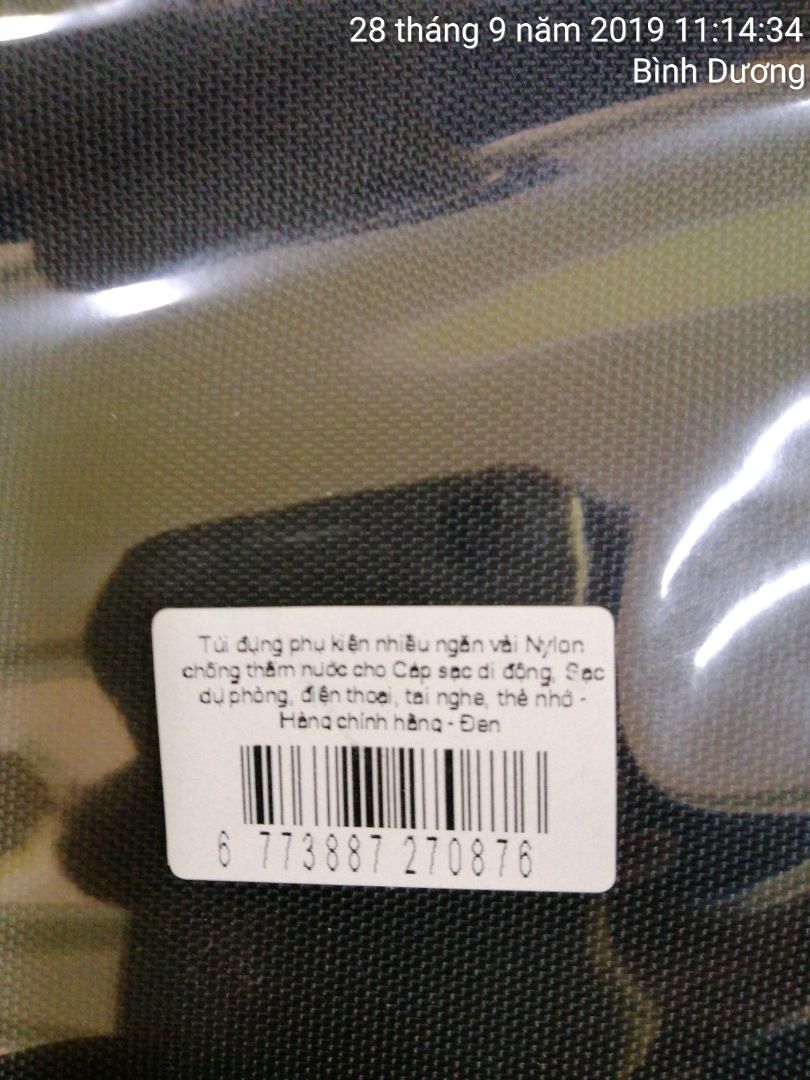 28 tháng 9 năm 2019 11:14:34
Bình Dương
Túi đựng phụ kiện nhiều ngăn vải Nylon
chống thấm nước cho Cáp sạc di động, Sạc
dự phòng, điện thoại, tai nghe, thẻ nhớ -
Hàng chính hãng - Đen
6 773887 270876